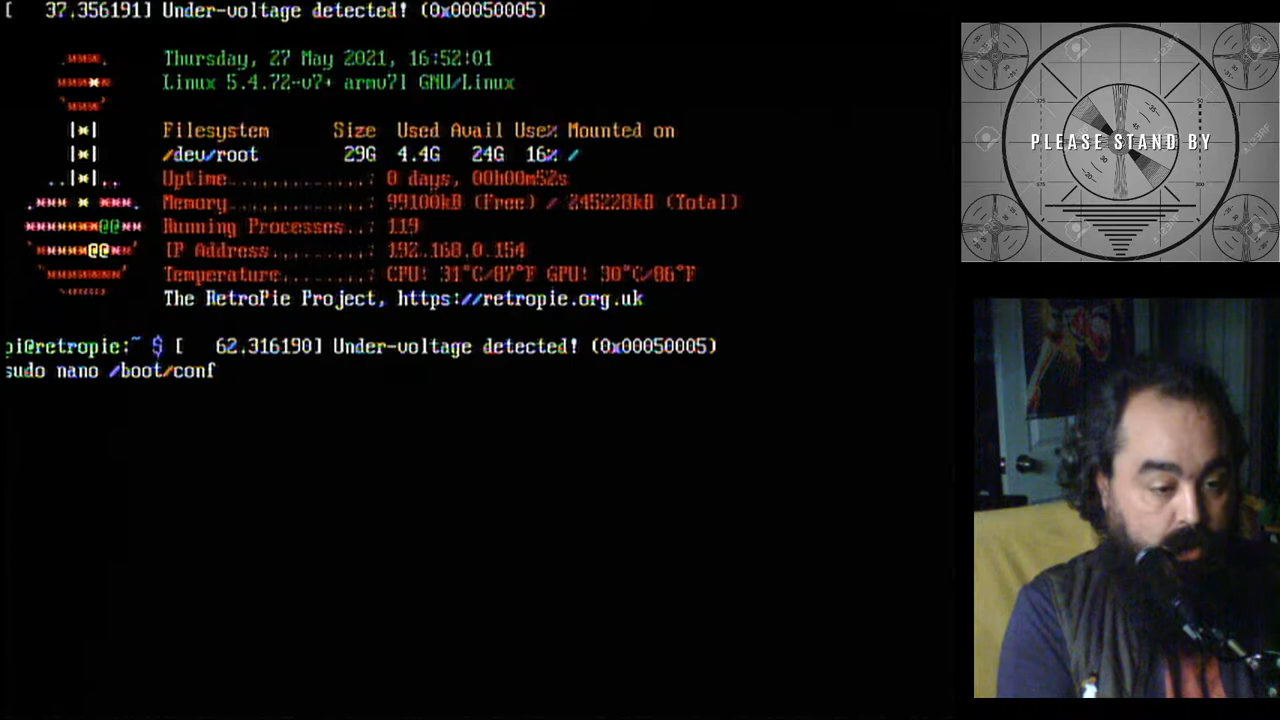 [   37.356191] Under-voltage detected! (0x00050005)
Thursday, 27 May 2021, 16:52:01
Linux 5.4.72-v7+ armv7l GNU/Linux
Filesystem      Size  Used Avail Use% Mounted on
/dev/root        29G  4.4G   24G  16% /
Uptime.............: 0 days, 00h00m52s
Memory.............: 99100kB (Free) / 245228kB (Total)
Running Processes..: 119
IP Address.........: 192.168.0.154
Temperature........: CPU: 31°C/87°F GPU: 30°C/86°F
The RetroPie Project, https://retropie.org.uk
pi@retropie:~ $ [   62.316190] Under-voltage detected! (0x00050005)
sudo nano /boot/conf
PLEASE STAND BY